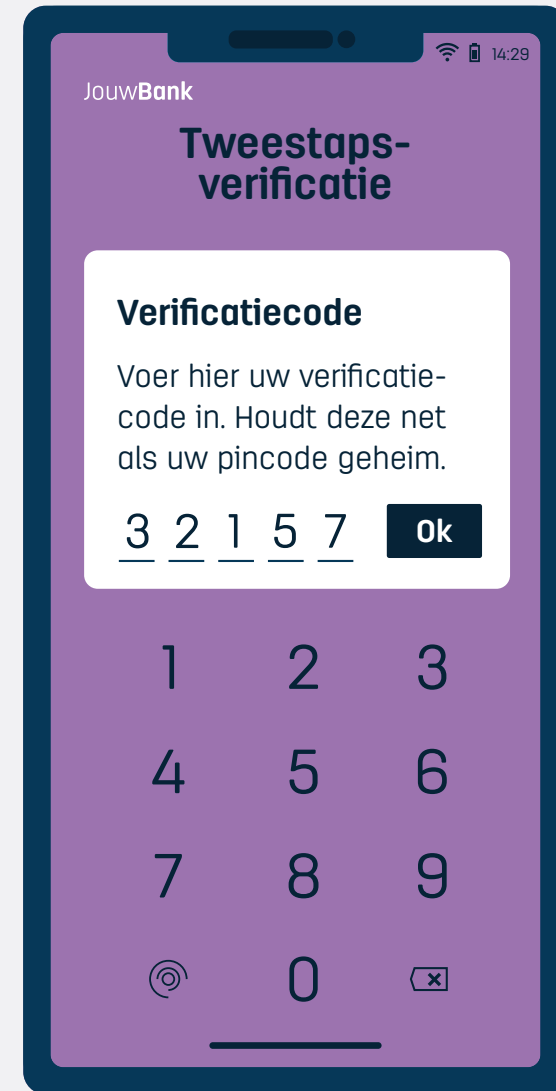 14:29
JouwBank
Tweestaps-
verificatie
Verificatiecode
Voer hier uw verificatie-
code in. Houdt deze net
als uw pincode geheim.
3 2 1 5 7 Ok
1 2 3
4 5 6
7 8 9
0